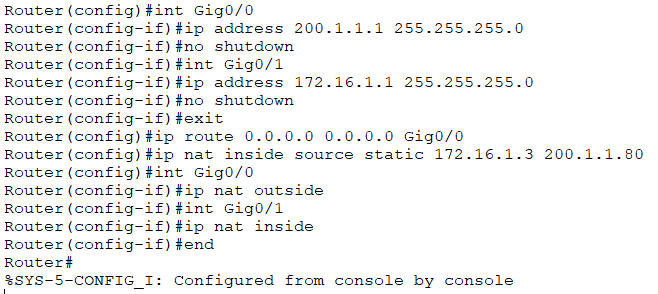 Router(config)#int Gig0/0
Router(config-if)#ip address 200.1.1.1 255.255.255.0
Router(config-if)#no shutdown
Router(config-if)#int Gig0/1
Router(config-if)#ip address 172.16.1.1 255.255.255.0
Router(config-if)#no shutdown
Router(config-if)#exit
Router(config)#ip route 0.0.0.0 0.0.0.0 Gig0/0
Router(config)#ip nat inside source static 172.16.1.3 200.1.1.80
Router(config)#int Gig0/0
Router(config-if)#ip nat outside
Router(config-if)#int Gig0/1
Router(config-if)#ip nat inside
Router(config-if)#end
Router#
%SYS-5-CONFIG_I: Configured from console by console